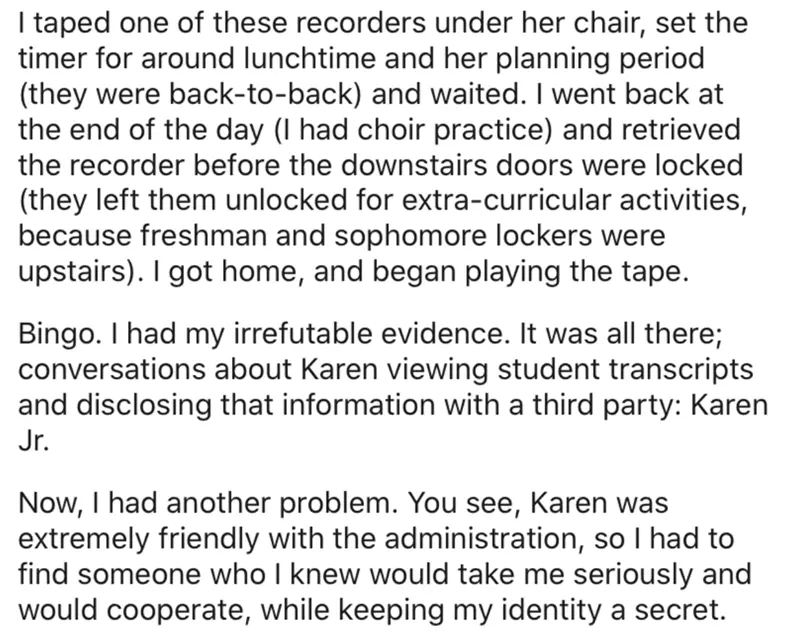 I taped one of these recorders under her chair, set the
timer for around lunchtime and her planning period
(they were back-to-back) and waited. I went back at
the end of the day (I had choir practice) and retrieved
the recorder before the downstairs doors were locked
(they left them unlocked for extra-curricular activities,
because freshman and sophomore lockers were
upstairs). I got home, and began playing the tape.
Bingo. I had my irrefutable evidence. It was all there;
conversations about Karen viewing student transcripts
and disclosing that information with a third party: Karen
Jr.
Now, I had another problem. You see, Karen was
extremely friendly with the administration, so I had to
find someone who I knew would take me seriously and
would cooperate, while keeping my identity a secret.